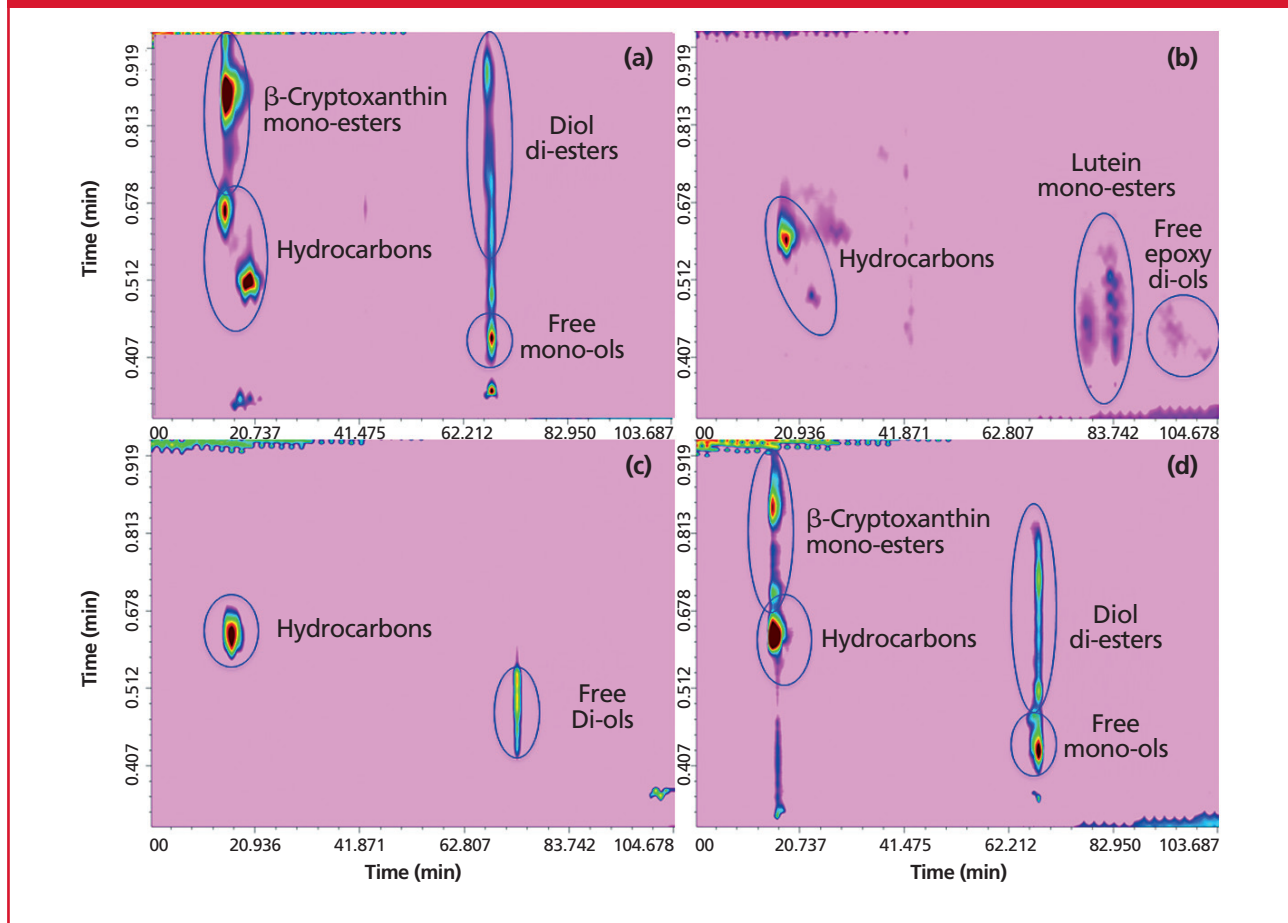 (a)
0.919
0.813
0.678
0.512
0.407
Time (min)
β-Cryptoxanthin
mono-esters
Hydrocarbons
Diol
di-esters
Free
mono-ols
00 20.737 41.475 62.212 82.950 103.687
(b)
0.919
0.813
0.678
0.512
0.407
Hydrocarbons
Lutein
mono-esters
Free
epoxy
di-ols
00 20.936 41.871 62.807 83.742 104.678
(c)
0.919
0.813
0.678
0.512
0.407
Time (min)
Hydrocarbons
Free
Di-ols
00 20.936 41.871 62.807 83.742 104.678
Time (min)
(d)
0.919
0.813
0.678
0.512
0.407
β-Cryptoxanthin
mono-esters
Hydrocarbons
Diol
di-esters
Free
mono-ols
00 20.737 41.475 62.212 82.950 103.687
Time (min)